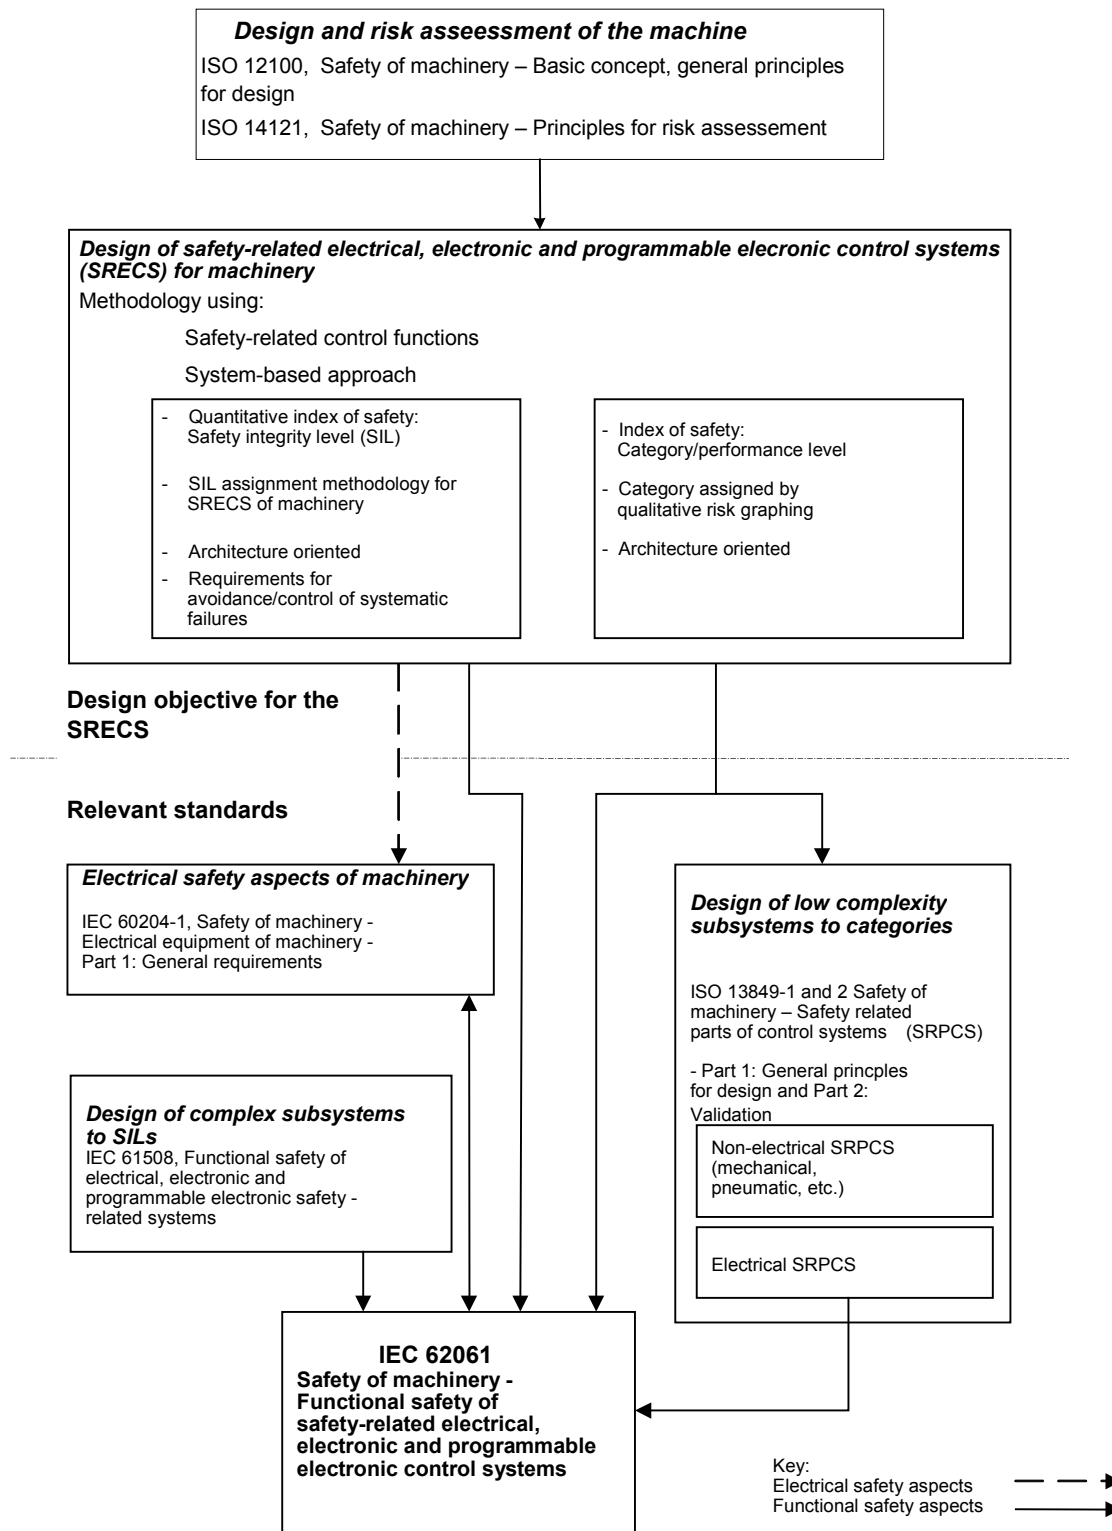 Design and risk asseessment of the machine
ISO 12100, Safety of machinery – Basic concept, general principles
for design
ISO 14121, Safety of machinery – Principles for risk assessement
Design of safety-related electrical, electronic and programmable elecronic control systems
(SRECS) for machinery
Methodology using:
Safety-related control functions
System-based approach
- Quantitative index of safety:
Safety integrity level (SIL)
- SIL assignment methodology for
SRECS of machinery
- Architecture oriented
- Requirements for
avoidance/control of systematic
failures
- Index of safety:
Category/performance level
- Category assigned by
qualitative risk graphing
- Architecture oriented
Design objective for the
SRECS
Relevant standards
Electrical safety aspects of machinery
IEC 60204-1, Safety of machinery -
Electrical equipment of machinery -
Part 1: General requirements
Design of low complexity
subsystems to categories
ISO 13849-1 and 2 Safety of
machinery – Safety related
parts of control systems (SRPCS)
- Part 1: General princples
for design and Part 2:
Validation
Non-electrical SRPCS
(mechanical,
pneumatic, etc.)
Electrical SRPCS
Design of complex subsystems
to SILs
IEC 61508, Functional safety of
electrical, electronic and
programmable electronic safety -
related systems
IEC 62061
Safety of machinery -
Functional safety of
safety-related electrical,
electronic and programmable
electronic control systems
Key:
Electrical safety aspects
Functional safety aspects